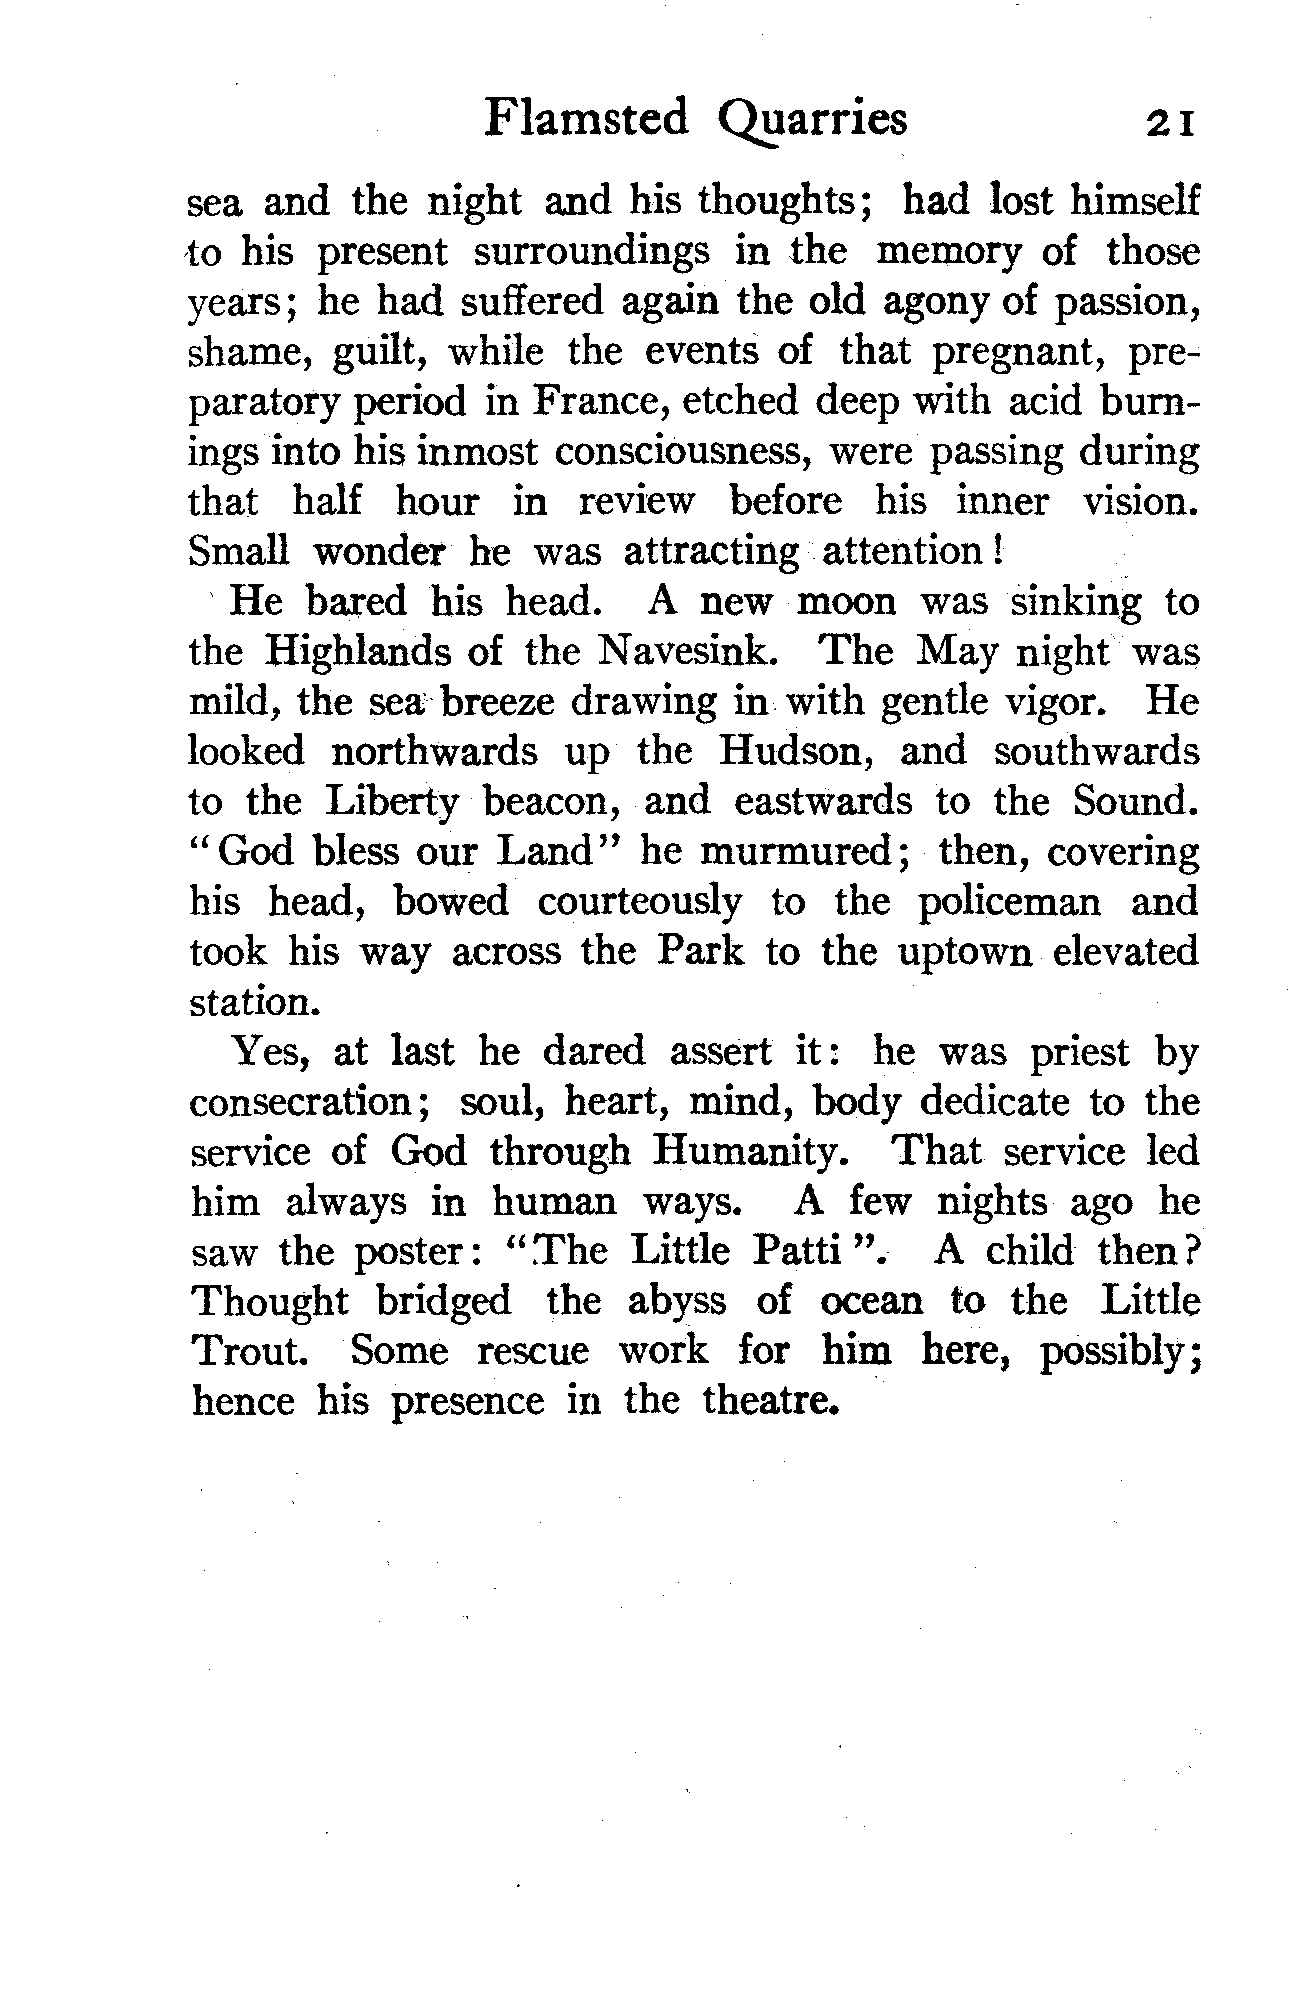 Flamsted Quarries 21
sea and the night and his thoughts; had lost himself
to his present surroundings in the memory of those
years; he had suffered again the old agony of passion,
shame, guilt, while the events of that pregnant, pre-
paratory period in France, etched deep with acid burn-
ings into his inmost consciousness, were passing during
that half hour in review before his inner vision.
Small wonder he was attracting attention!
He bared his head. A new moon was sinking to
the Highlands of the Navesink. The May night was
mild, the sea breeze drawing in with gentle vigor. He
looked northwards up the Hudson, and southwards
to the Liberty beacon, and eastwards to the Sound.
"God bless our Land" he murmured; then, covering
his head, bowed courteously to the policeman and
took his way across the Park to the uptown elevated
station.
Yes, at last he dared assert it: he was priest by
consecration; soul, heart, mind, body dedicate to the
service of God through Humanity. That service led
him always in human ways. A few nights ago he
saw the poster: "The Little Patti". A child then?
Thought bridged the abyss of ocean to the Little
Trout. Some rescue work for him here, possibly;
hence his presence in the theatre.